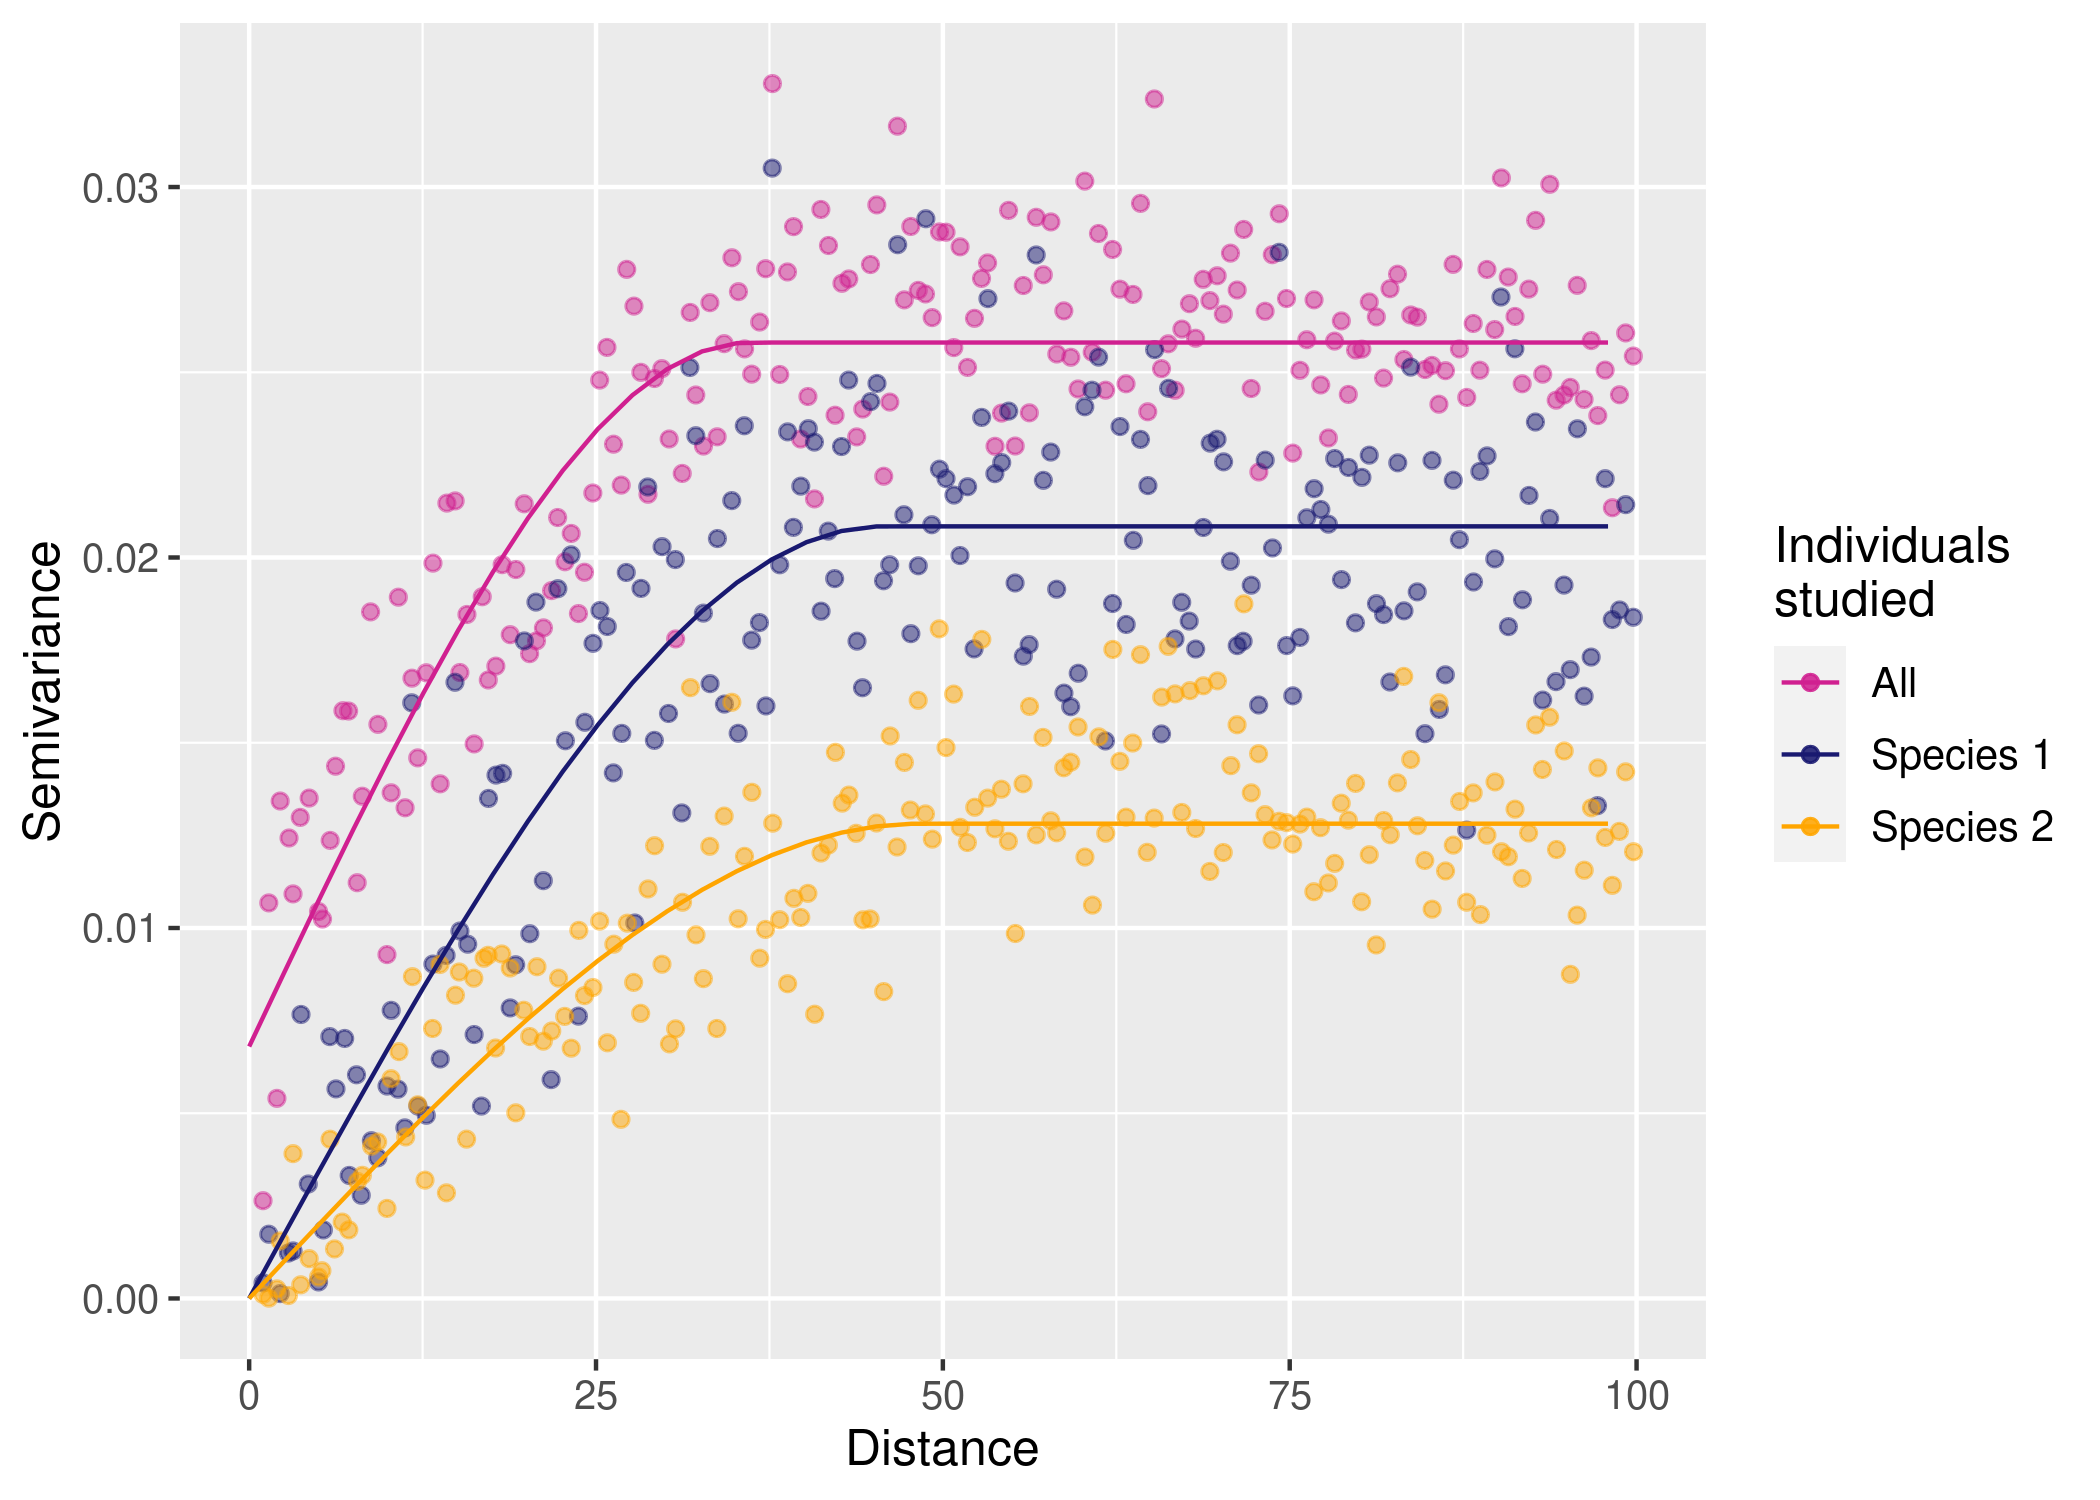 0.03
0.02
0.01
0.00
Semivariance
0
25
50
75
100
Distance
Individuals
studied
All
Species 1
Species 2